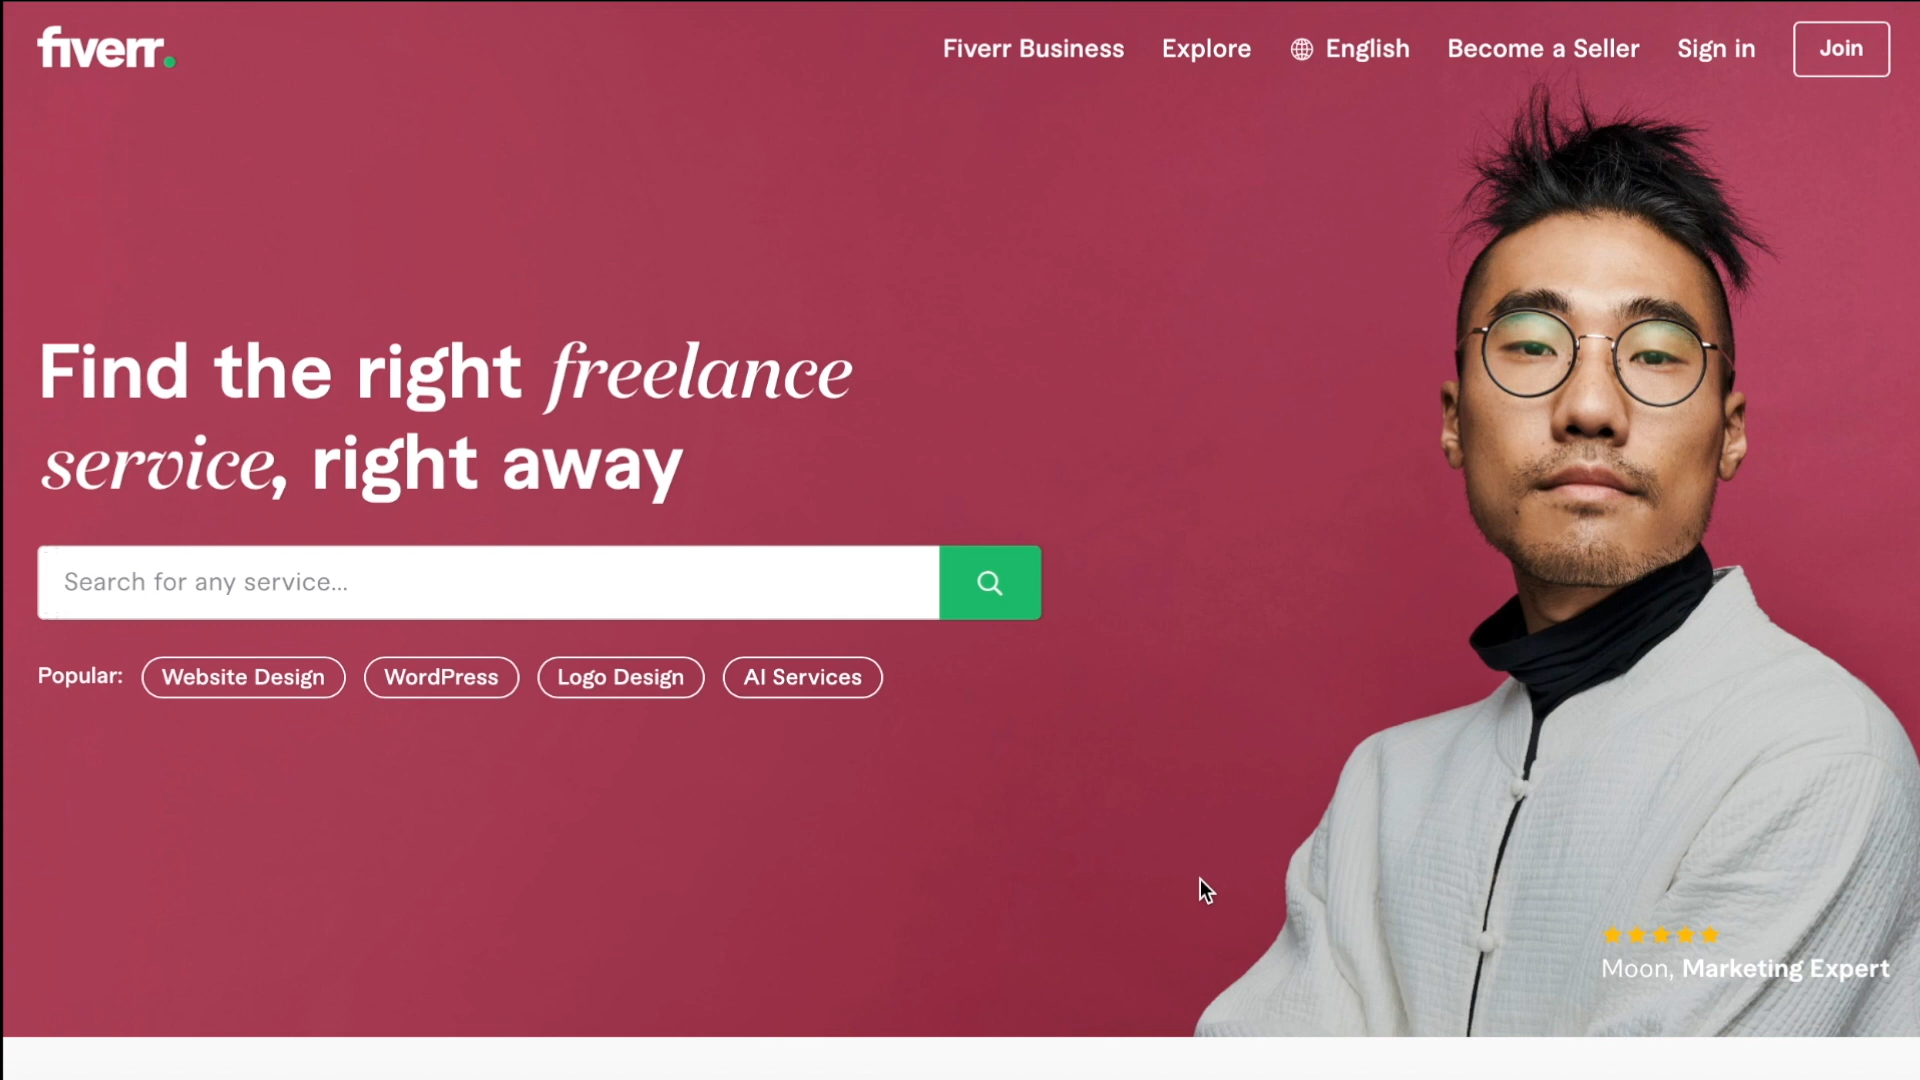 fiverr.
Fiverr Business
Explore
English
Become a Seller
Sign in
Join
Find the right freelance
service, right away
Search for any service...
Popular:
Website Design
WordPress
Logo Design
AI Services
Moon, Marketing Expert